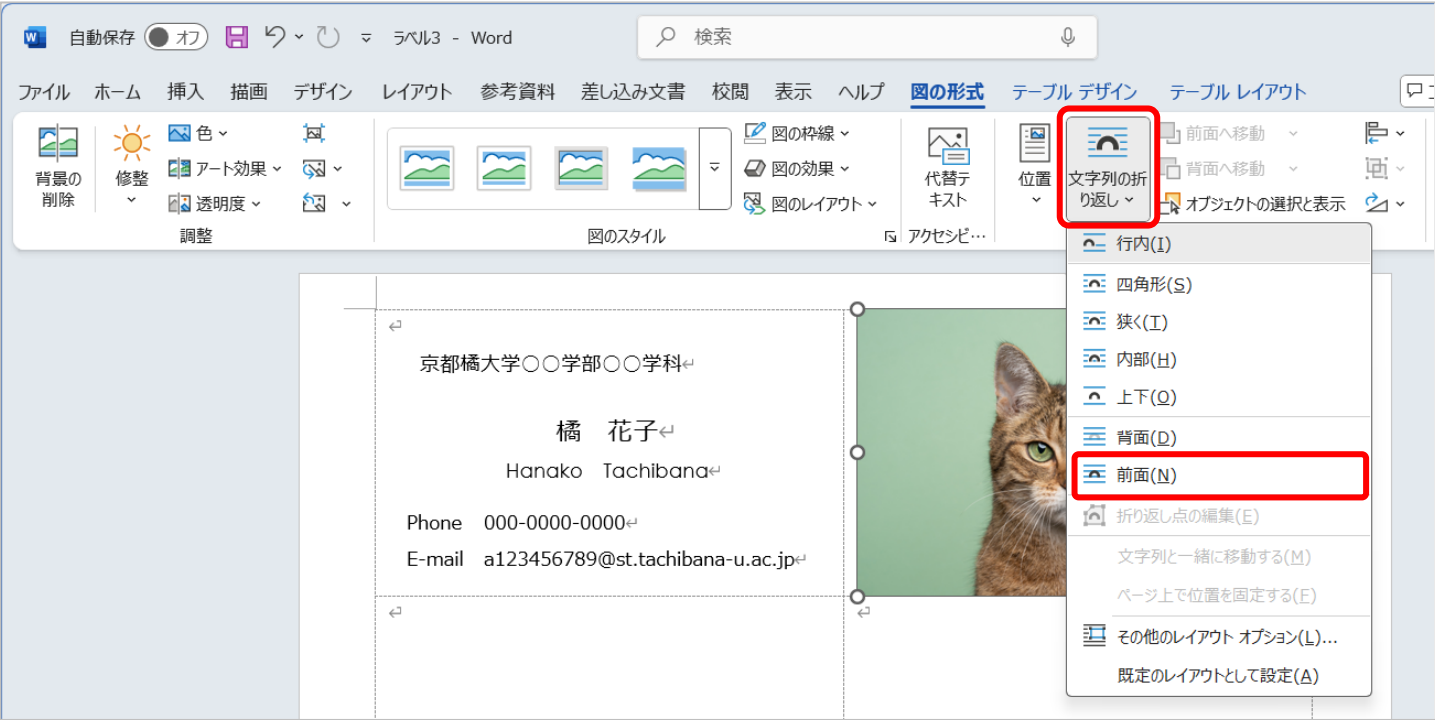 自動保存 オフ ラベル3 - Word 検索
ファイル ホーム 挿入 描画 デザイン レイアウト 参考資料 差し込み文書 校閲 表示 ヘルプ 図の形式 テーブル デザイン テーブル レイアウト
背景の
削除
修整
色
アート効果
透明度
調整
図の枠線
図の効果
図のレイアウト
図のスタイル
代替テ
キスト
アクセシビ…
位置
文字列の折
り返し
前面へ移動
背面へ移動
オブジェクトの選択と表示
行内(I)
四角形(S)
狭く(T)
内部(H)
上下(O)
背面(D)
前面(N)
折り返し点の編集(E)
文字列と一緒に移動する(M)
ページ上で位置を固定する(F)
その他のレイアウト オプション(L)...
既定のレイアウトとして設定(A)
京都橘大学〇〇学部〇〇学科
橘　花子
Hanako　Tachibana
Phone　000-0000-0000
E-mail　a123456789@st.tachibana-u.ac.jp